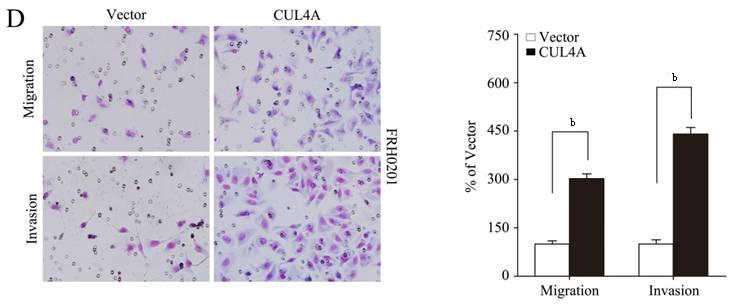 D
Vector
CUL4A
Migration
Invasion
FRH0201
% of Vector
750
600
450
300
150
0
Vector
CUL4A
b
b
Migration
Invasion